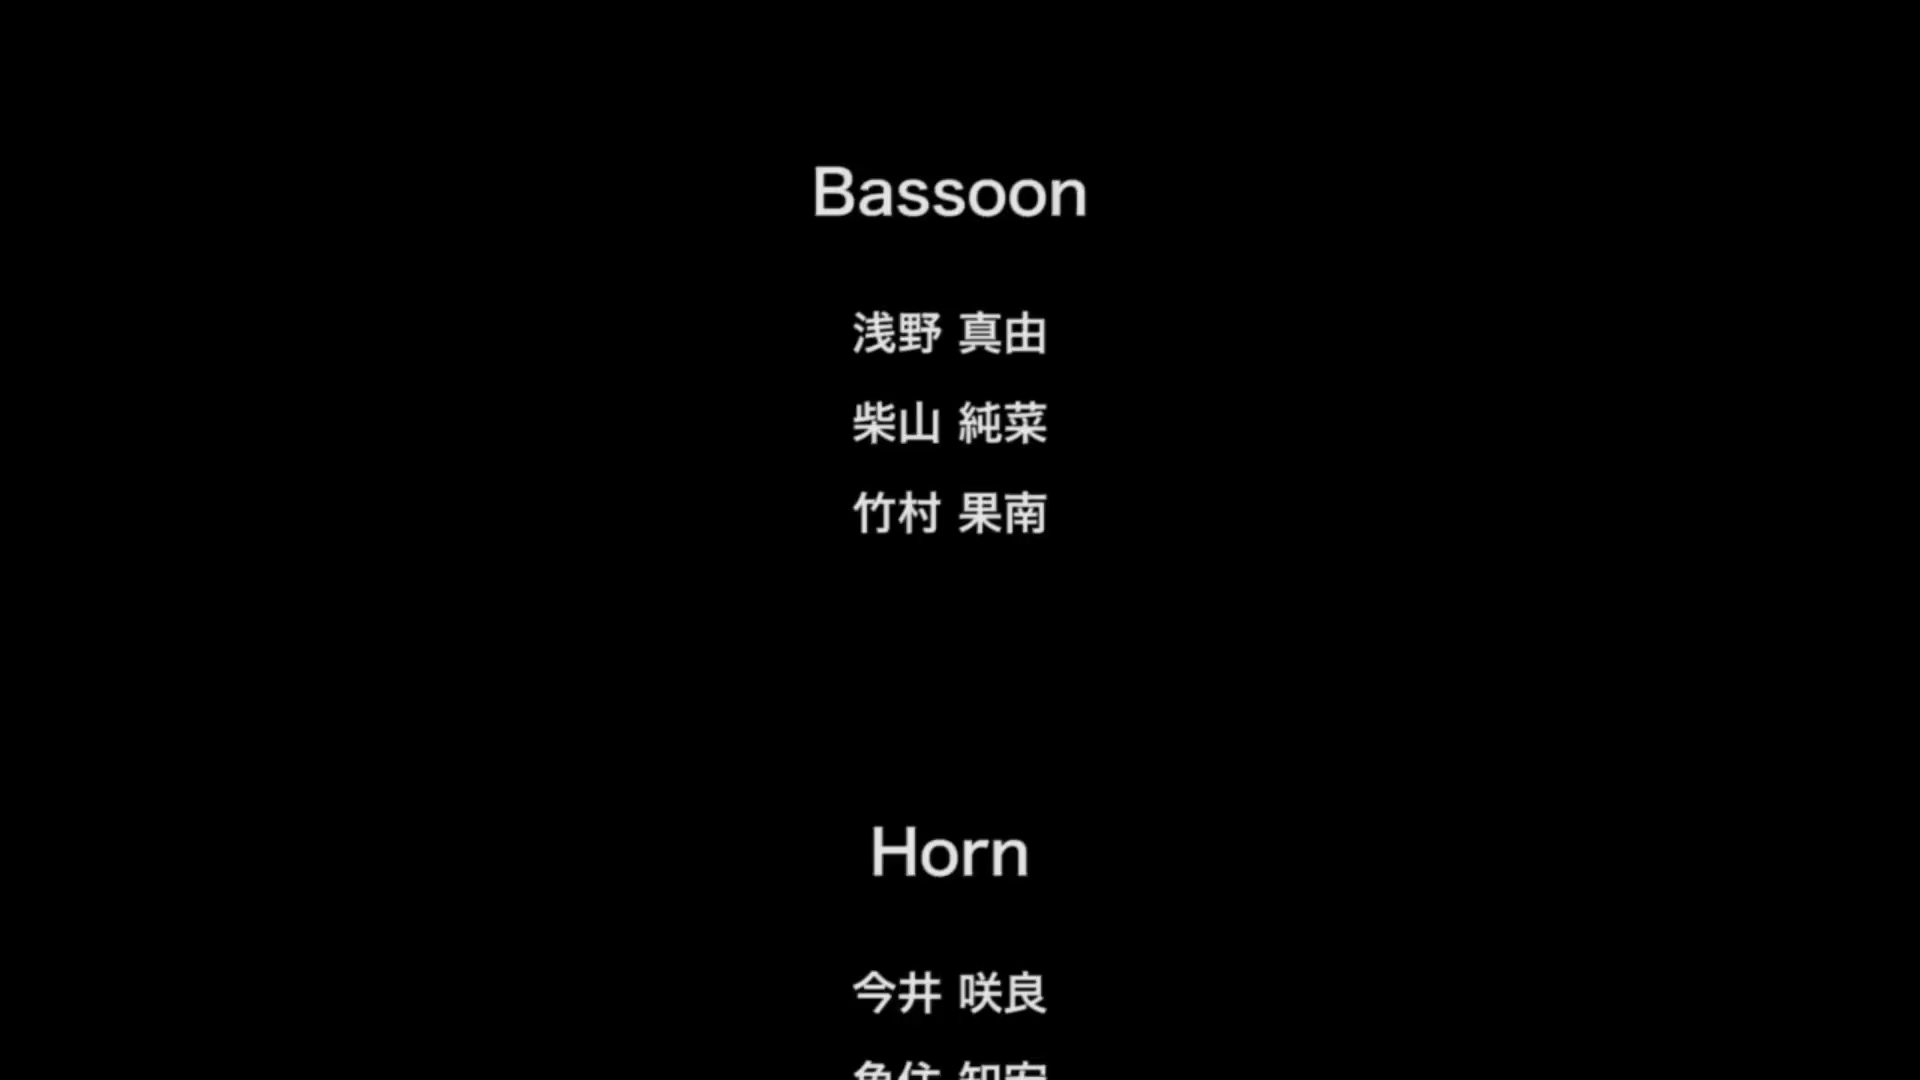 Bassoon
浅野 真由
柴山 純菜
竹村 果南
Horn
今井 咲良